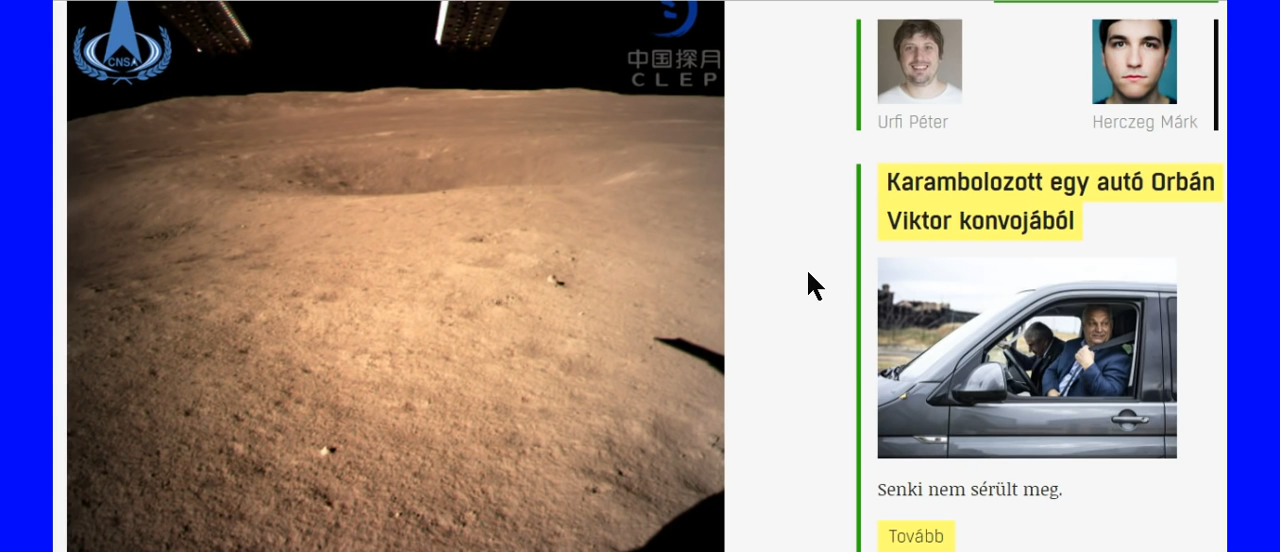 CNSA
中国探月
CLEP
Urfi Péter
Herczeg Márk
Karambolozott egy autó Orbán
Viktor konvojából
Senki nem sérült meg.
Tovább